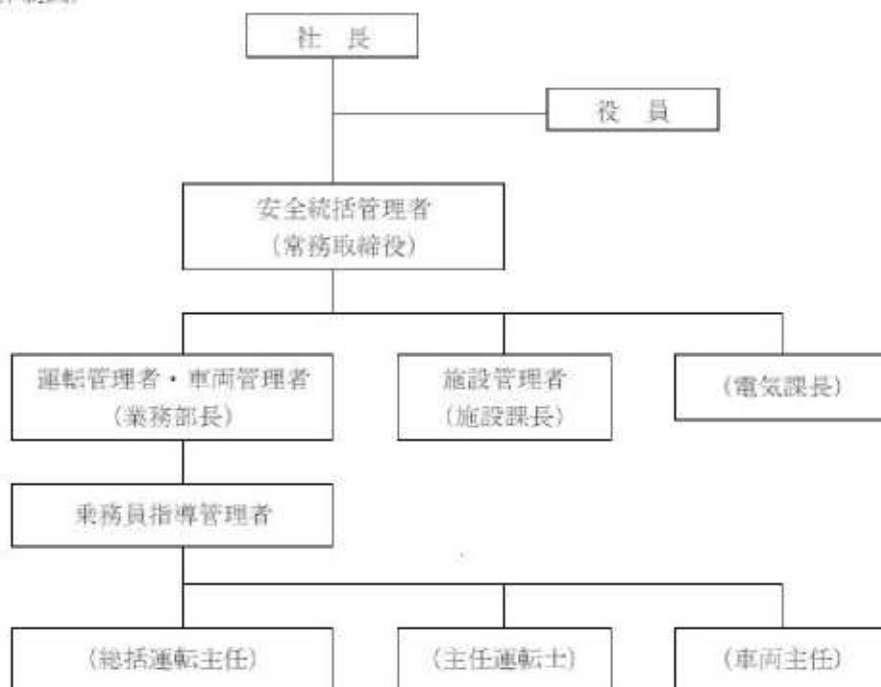 社 長
役 員
安全統括管理者
(常務取締役)
運転管理者・車両管理者
(業務部長)
施設管理者
(施設課長)
(電気課長)
乗務員指導管理者
(総括運転主任)
(主任運転士)
(車両主任)